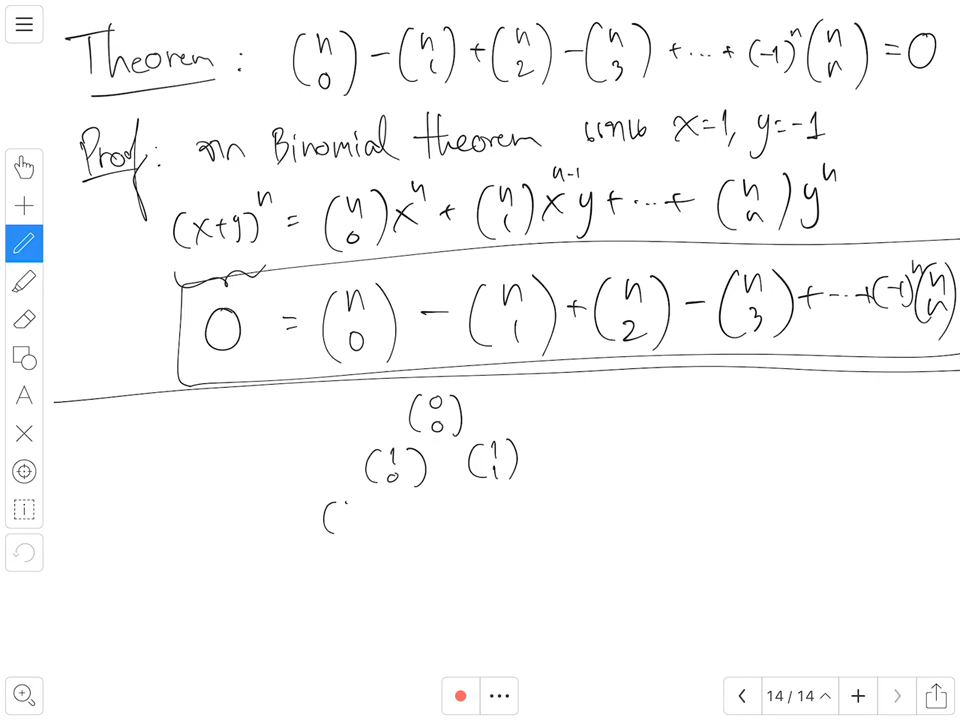 Theorem : (n 0) - (n 1) + (n 2) - (n 3) + ... + (-1)^n (n n) = 0
Proof : จาก Binomial theorem แทน x=1, y=-1
(x+y)^n = (n 0) x^n + (n 1) x^{n-1} y + ... + (n n) y^n
0 = (n 0) - (n 1) + (n 2) - (n 3) + ... + (-1)^n (n n)
(0 0)
(1 0) (1 1)
(
14 / 14